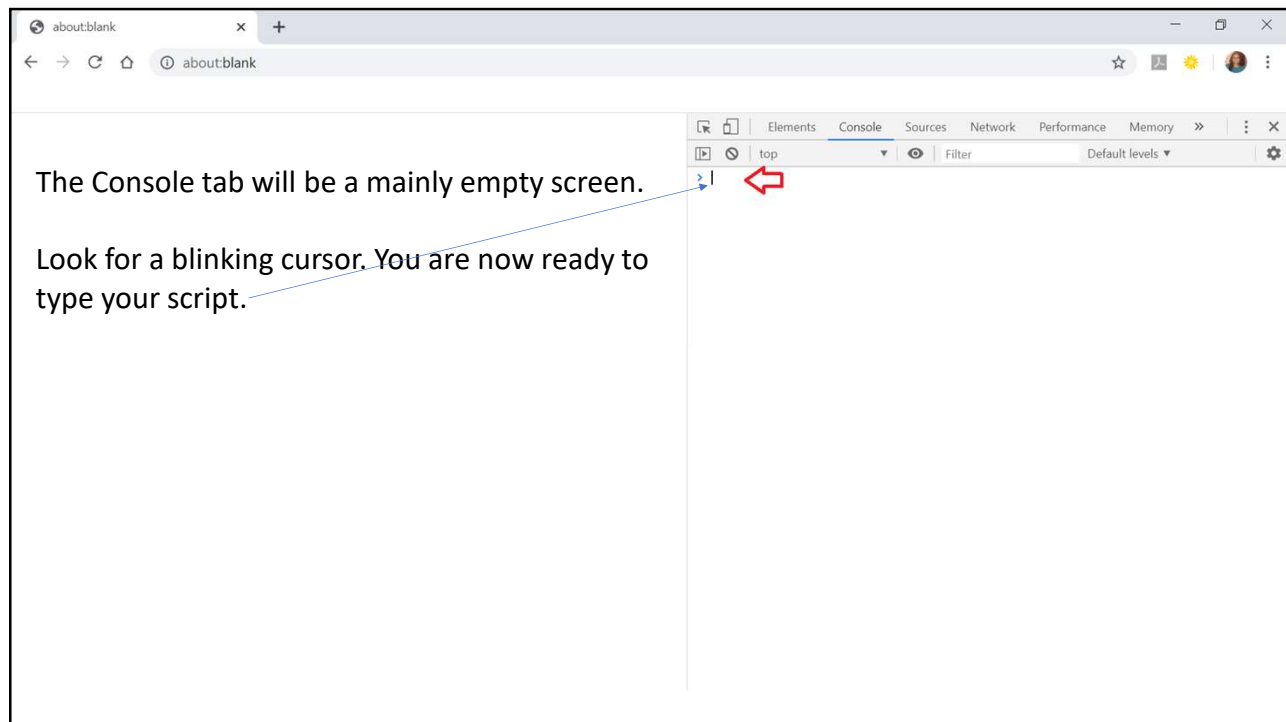 about:blank
about:blank
Elements Console Sources Network Performance Memory »
top Filter Default levels
The Console tab will be a mainly empty screen.
Look for a blinking cursor. You are now ready to
type your script.